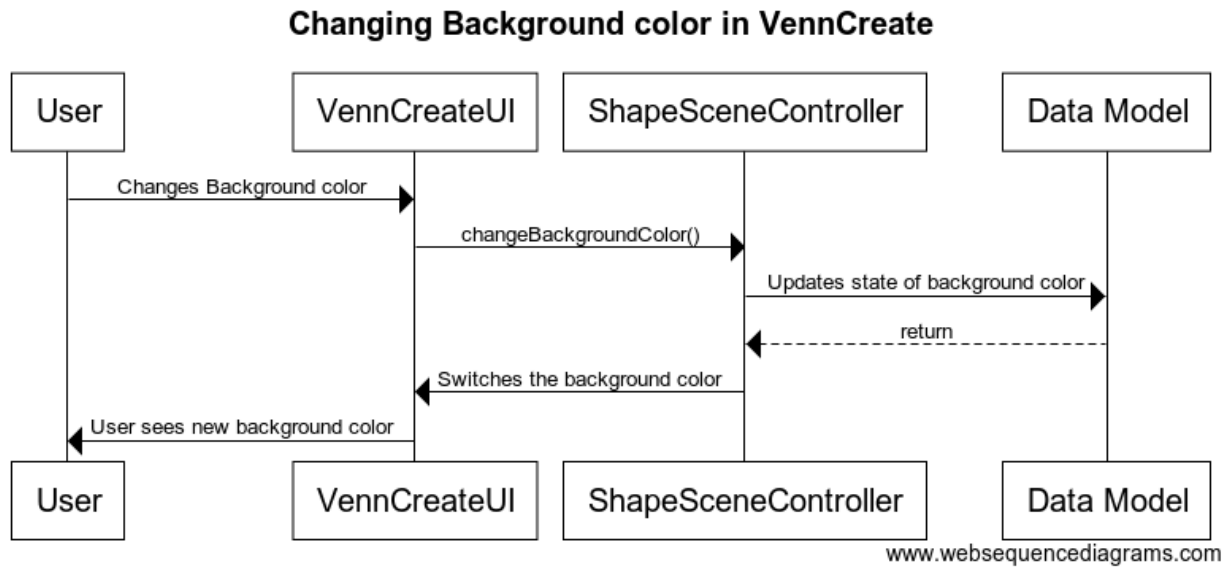 Changing Background color in VennCreate
User
VennCreateUI
ShapeSceneController
Data Model
Changes Background color
changeBackgroundColor()
Updates state of background color
return
Switches the background color
User sees new background color
User
VennCreateUI
ShapeSceneController
Data Model
www.websequencediagrams.com